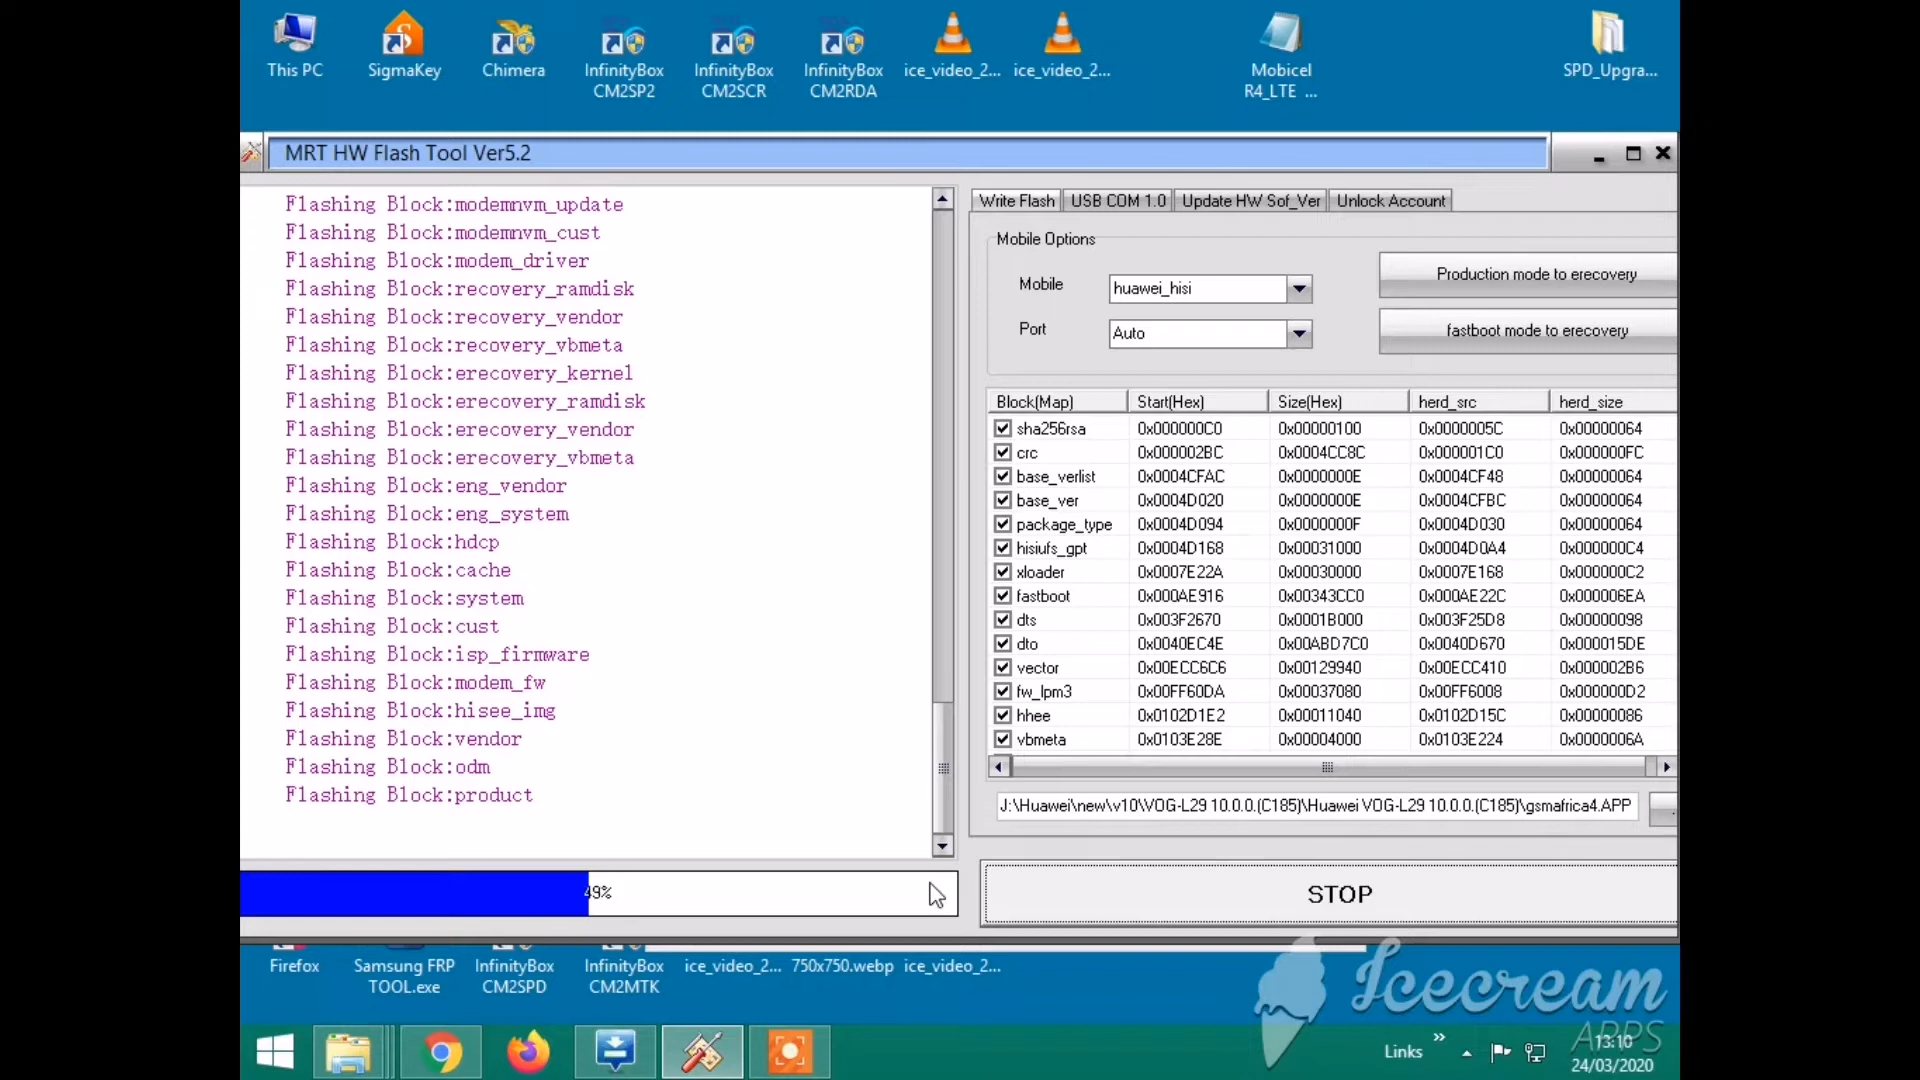 This PC
SigmaKey
Chimera
InfinityBox
CM2SP2
InfinityBox
CM2SCR
InfinityBox
CM2RDA
ice_video_2...
ice_video_2...
Mobicel
R4_LTE ...
SPD_Upgra...
MRT HW Flash Tool Ver5.2
Flashing Block:modemnvm_update
Flashing Block:modemnvm_cust
Flashing Block:modem_driver
Flashing Block:recovery_ramdisk
Flashing Block:recovery_vendor
Flashing Block:recovery_vbmeta
Flashing Block:erecovery_kernel
Flashing Block:erecovery_ramdisk
Flashing Block:erecovery_vendor
Flashing Block:erecovery_vbmeta
Flashing Block:eng_vendor
Flashing Block:eng_system
Flashing Block:hdcp
Flashing Block:cache
Flashing Block:system
Flashing Block:cust
Flashing Block:isp_firmware
Flashing Block:modem_fw
Flashing Block:hisee_img
Flashing Block:vendor
Flashing Block:odm
Flashing Block:product
49%
Write Flash USB COM 1.0 Update HW Sof_Ver Unlock Account
Mobile Options
Mobile huawei_hisi
Port Auto
Production mode to erecovery
fastboot mode to erecovery
Block(Map) Start(Hex) Size(Hex) herd_src herd_size
sha256rsa 0x000000C0 0x00000100 0x0000005C 0x00000064
crc 0x000002BC 0x0004CC8C 0x000001C0 0x000000FC
base_verlist 0x0004CFAC 0x0000000E 0x0004CF48 0x00000064
base_ver 0x0004D020 0x0000000E 0x0004CFBC 0x00000064
package_type 0x0004D094 0x0000000F 0x0004D030 0x00000064
hisiufs_gpt 0x0004D168 0x00031000 0x0004D0A4 0x000000C4
xloader 0x0007E22A 0x00030000 0x0007E168 0x000000C2
fastboot 0x000AE916 0x00343CC0 0x000AE22C 0x000006EA
dts 0x003F2670 0x0001B000 0x003F25D8 0x00000098
dto 0x0040EC4E 0x00ABD7C0 0x0040D670 0x000015DE
vector 0x00ECC6C6 0x00129940 0x00ECC410 0x000002B6
fw_lpm3 0x00FF60DA 0x00037080 0x00FF6008 0x000000D2
hhee 0x0102D1E2 0x00011040 0x0102D15C 0x00000086
vbmeta 0x0103E28E 0x00004000 0x0103E224 0x0000006A
J:\Huawei\new\v10\VOG-L29 10.0.0.(C185)\Huawei VOG-L29 10.0.0.(C185)\gsmafrica4.APP
STOP
Firefox
Samsung FRP
TOOL.exe
InfinityBox
CM2SPD
InfinityBox
CM2MTK
ice_video_2...
750x750.webp
ice_video_2...
Icecream
APPS
Links
13:10
24/03/2020